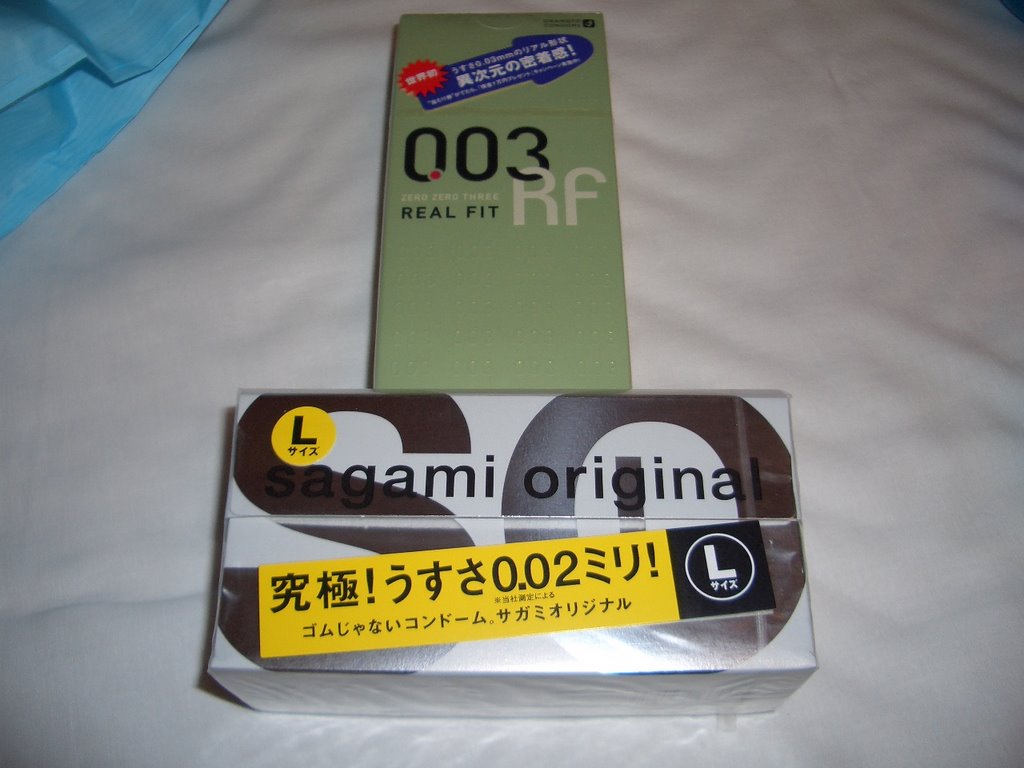 OKAMOTO
CONDOMS
世界初
うすさ0.03mmのリアル形状
異次元の密着感!
0.03
RF
ZERO ZERO THREE
REAL FIT
L
サイズ
sagami original
究極!うすさ0.02ミリ!
※当社測定による
ゴムじゃないコンドーム。サガミオリジナル
L
サイズ